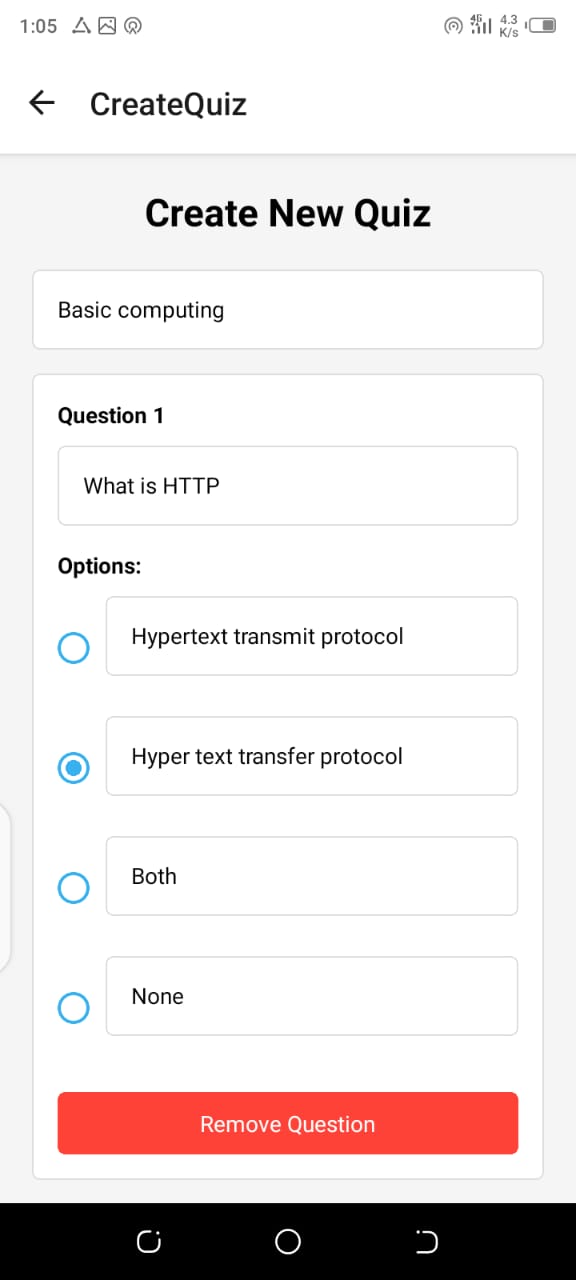 1:05
4G
4.3
K/s
CreateQuiz
Create New Quiz
Basic computing
Question 1
What is HTTP
Options:
Hypertext transmit protocol
Hyper text transfer protocol
Both
None
Remove Question